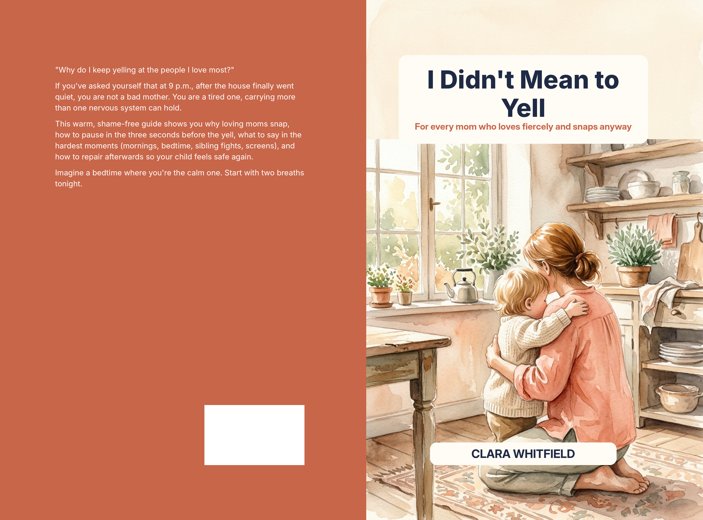 "Why do I keep yelling at the people I love most?"
If you've asked yourself that at 9 p.m., after the house finally went
quiet, you are not a bad mother. You are a tired one, carrying more
than one nervous system can hold.
This warm, shame-free guide shows you why loving moms snap,
how to pause in the three seconds before the yell, what to say in the
hardest moments (mornings, bedtime, sibling fights, screens), and
how to repair afterwards so your child feels safe again.
Imagine a bedtime where you're the calm one. Start with two breaths
tonight.
I Didn't Mean to
Yell
For every mom who loves fiercely and snaps anyway
CLARA WHITFIELD